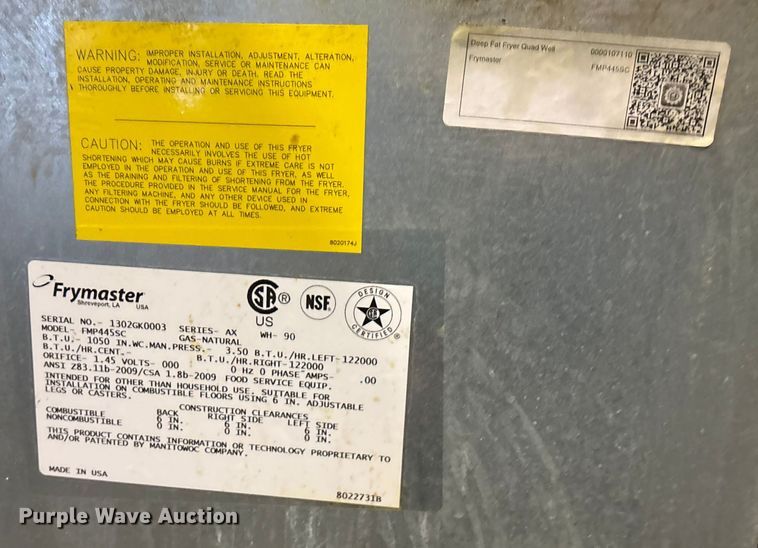 WARNING: IMPROPER INSTALLATION, ADJUSTMENT, ALTERATION,
MODIFICATION, SERVICE OR MAINTENANCE CAN
CAUSE PROPERTY DAMAGE, INJURY OR DEATH. READ THE
INSTALLATION, OPERATING AND MAINTENANCE INSTRUCTIONS
THOROUGHLY BEFORE INSTALLING OR SERVICING THIS EQUIPMENT.
CAUTION: THE OPERATION AND USE OF THIS FRYER
NECESSARILY INVOLVES THE USE OF HOT
SHORTENING WHICH MAY CAUSE BURNS IF EXTREME CARE IS NOT
EMPLOYED IN THE OPERATION AND USE OF THIS FRYER, AS WELL
AS THE DRAINING AND FILTERING OF SHORTENING FROM THE FRYER.
THE PROCEDURE PROVIDED IN THE SERVICE MANUAL FOR THE FRYER,
ANY FILTERING MACHINE, AND ANY OTHER DEVICE USED IN
CONNECTION WITH THE FRYER SHOULD BE FOLLOWED, AND EXTREME
CAUTION SHOULD BE EMPLOYED AT ALL TIMES.
8020174J
Deep Fat Fryer Quad Well 0000107110
Frymaster FMP445SC
Frymaster
Shreveport, LA USA
SA ® US
NSF.
DESIGN CERTIFIED ®
SERIAL NO.- 1302GK0003 SERIES- AX WH- 90
MODEL- FMP445SC GAS-NATURAL
B.T.U.- 1050 IN.WC.MAN.PRESS.- 3.50 B.T.U./HR.LEFT-122000
B.T.U./HR.CENT.- B.T.U./HR.RIGHT-122000
ORIFICE- 1.45 VOLTS- 000 0 HZ 0 PHASE AMPS- .00
ANSI Z83.11b-2009/CSA 1.8b-2009 FOOD SERVICE EQUIP.
INTENDED FOR OTHER THAN HOUSEHOLD USE. SUITABLE FOR
INSTALLATION ON COMBUSTIBLE FLOORS USING 6 IN. ADJUSTABLE
LEGS OR CASTERS.
CONSTRUCTION CLEARANCES
BACK RIGHT SIDE LEFT SIDE
COMBUSTIBLE 6 IN. 6 IN. 6 IN.
NONCOMBUSTIBLE 0 IN. 0 IN. 0 IN.
THIS PRODUCT CONTAINS INFORMATION OR TECHNOLOGY PROPRIETARY TO
AND/OR PATENTED BY MANITOWOC COMPANY.
MADE IN USA
8022731B
Purple Wave Auction